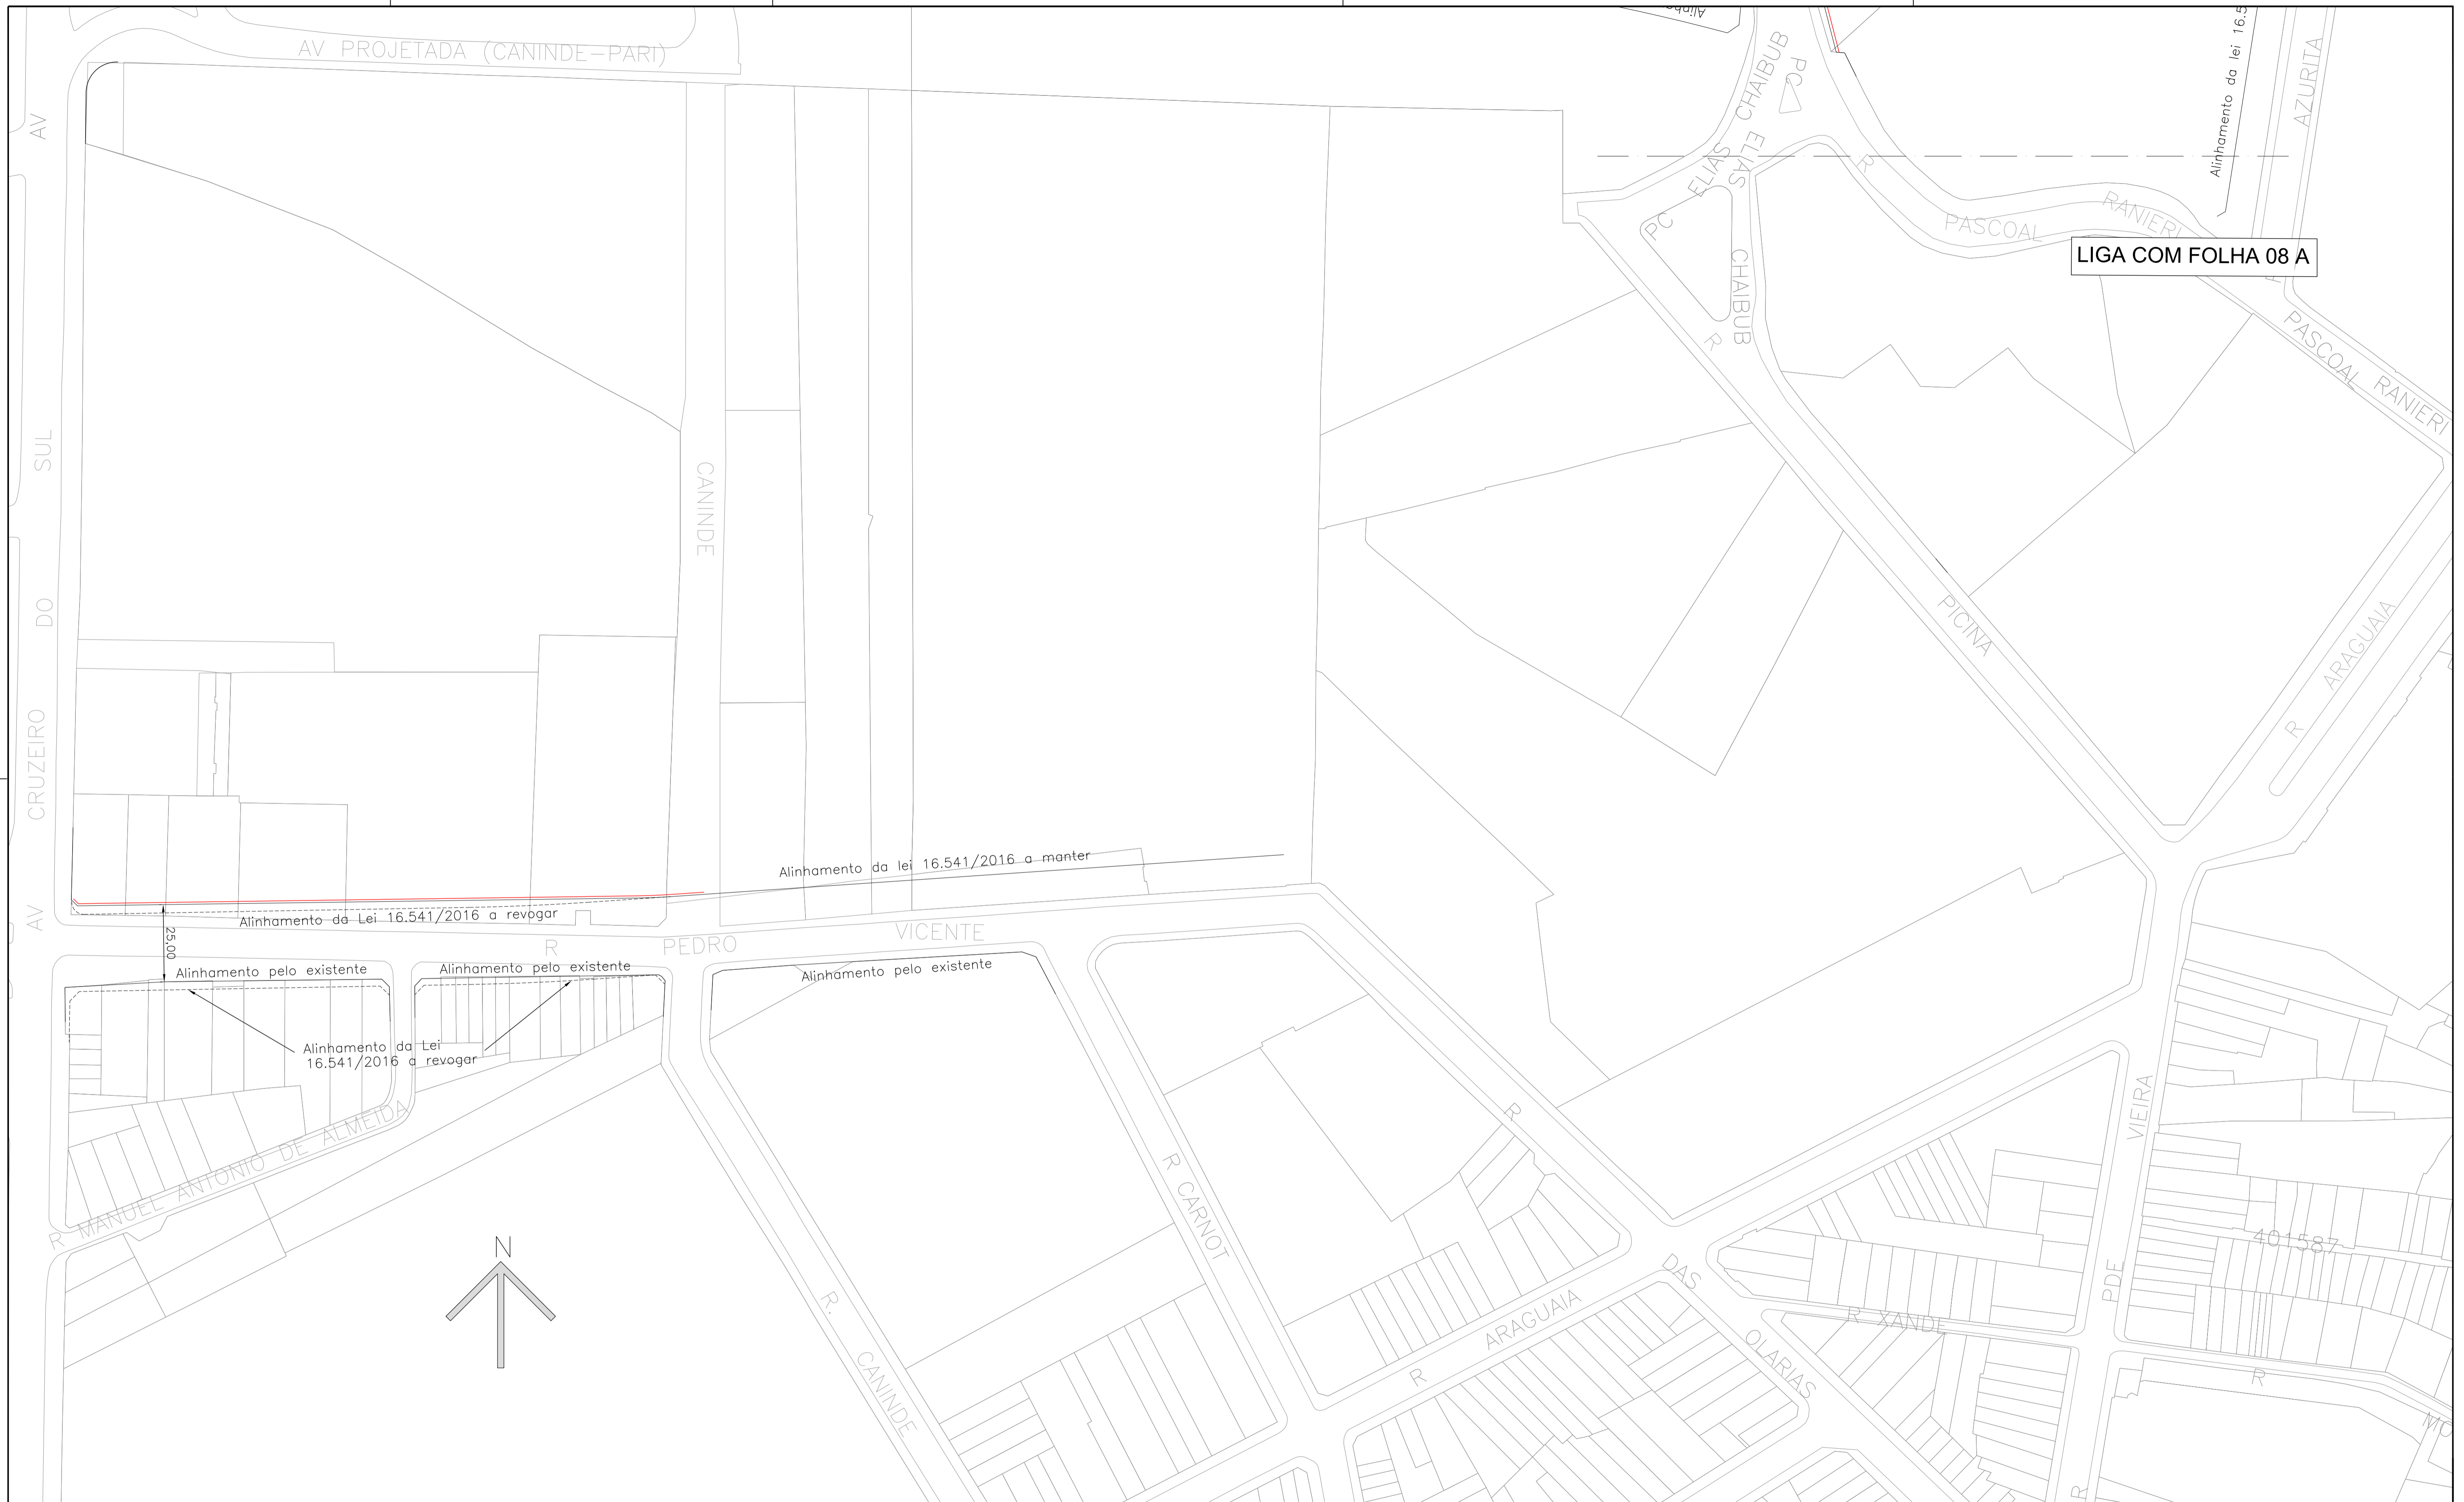 Alinha
Alinhamento da lei 16.5
AV PROJETADA (CANINDE-PARI)
AV
PC ELIAS CHAIBUB
PC ELIAS CHAIBUB
AZURITA
R
PASCOAL
RANIERI
LIGA COM FOLHA 08 A
R
PASCOAL RANIERI
SUL
CANINDE
DO
PICINA
R ARAGUAIA
CRUZEIRO
AV
Alinhamento da lei 16.541/2016 a manter
Alinhamento da Lei 16.541/2016 a revogar
25,00
R PEDRO VICENTE
Alinhamento pelo existente
Alinhamento pelo existente
Alinhamento pelo existente
Alinhamento da Lei
16.541/2016 a revogar
R MANUEL ANTONIO DE ALMEIDA
R CARNOT
R
DAS
OLARIAS
PDE
VIEIRA
401587
N
R. CANINDE
R ARAGUAIA
R XANDE
R
MO
R